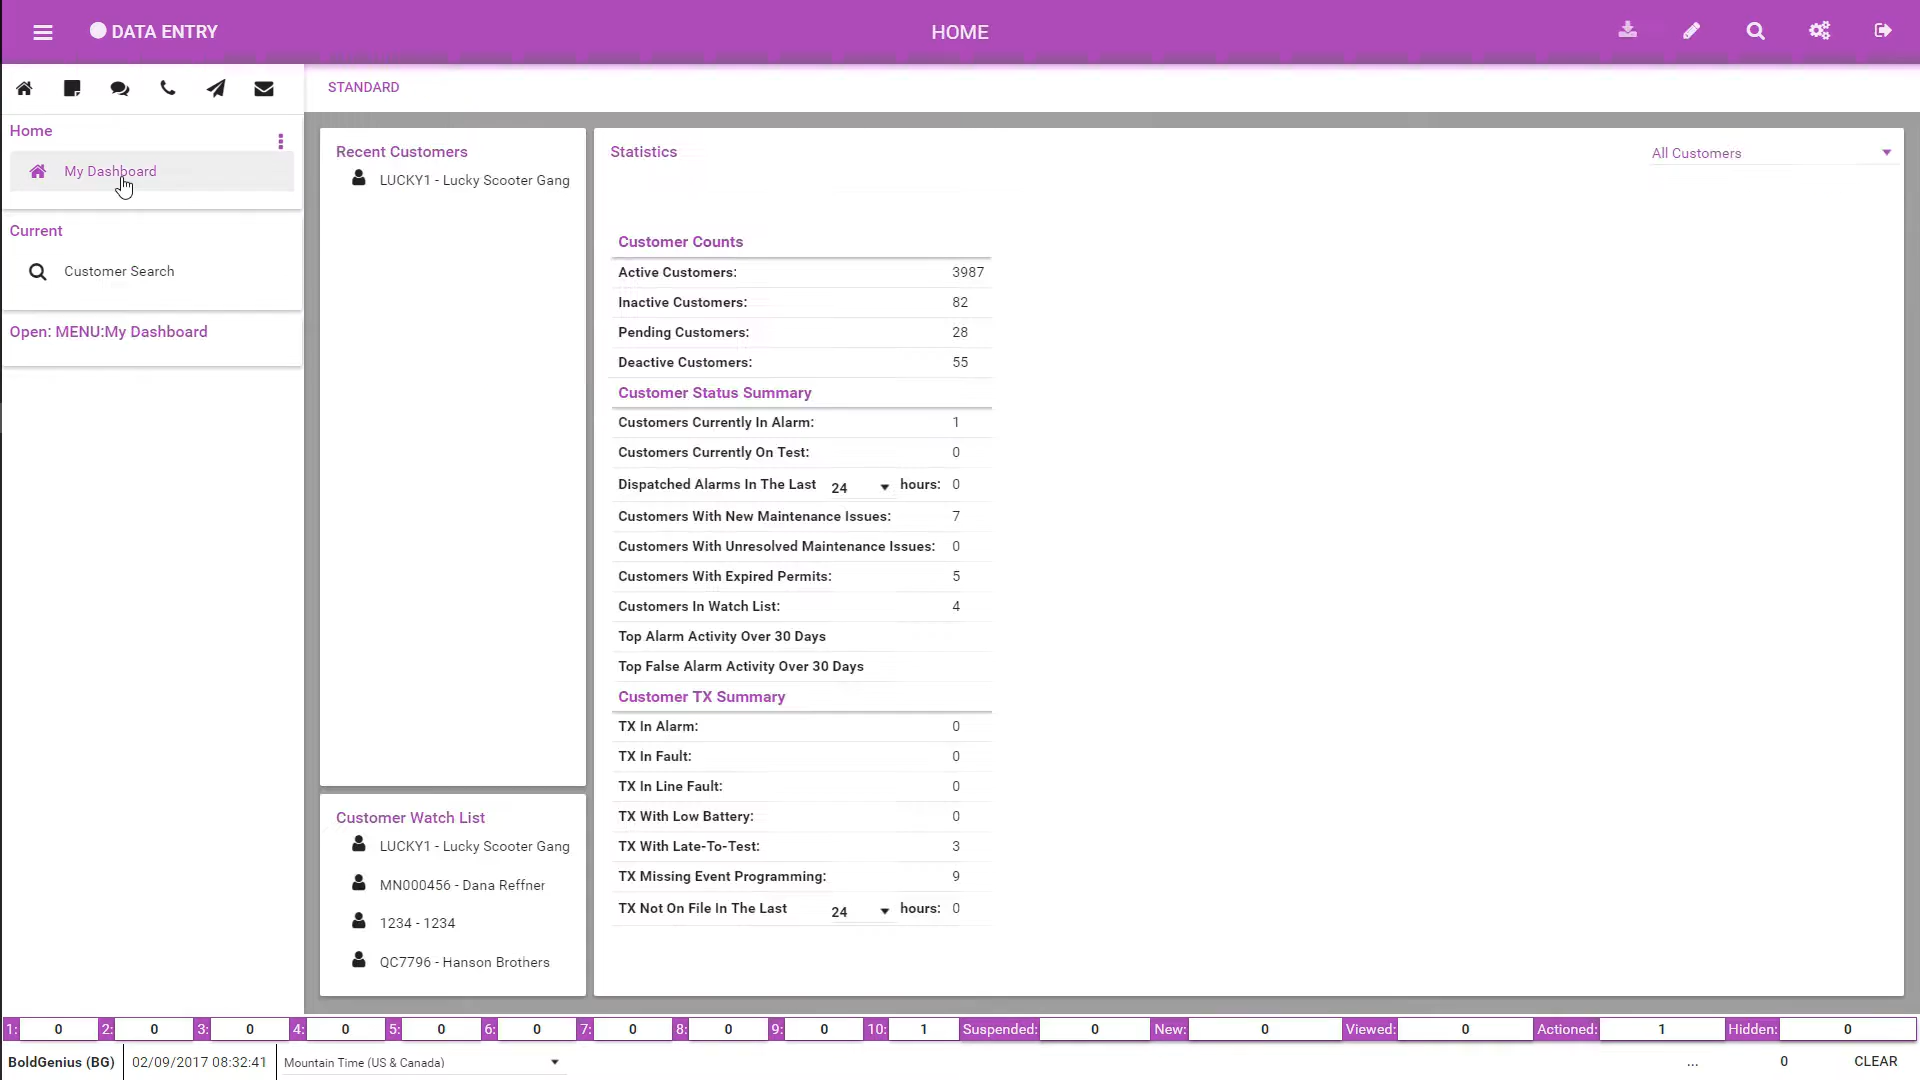 DATA ENTRY
HOME
STANDARD
Home
My Dashboard
Current
Customer Search
Open: MENU:My Dashboard
Recent Customers
LUCKY1 - Lucky Scooter Gang
Customer Watch List
LUCKY1 - Lucky Scooter Gang
MN000456 - Dana Reffner
1234 - 1234
QC7796 - Hanson Brothers
Statistics
All Customers
Customer Counts
Active Customers: 3987
Inactive Customers: 82
Pending Customers: 28
Deactive Customers: 55
Customer Status Summary
Customers Currently In Alarm: 1
Customers Currently On Test: 0
Dispatched Alarms In The Last 24 hours: 0
Customers With New Maintenance Issues: 7
Customers With Unresolved Maintenance Issues: 0
Customers With Expired Permits: 5
Customers In Watch List: 4
Top Alarm Activity Over 30 Days
Top False Alarm Activity Over 30 Days
Customer TX Summary
TX In Alarm: 0
TX In Fault: 0
TX In Line Fault: 0
TX With Low Battery: 0
TX With Late-To-Test: 3
TX Missing Event Programming: 9
TX Not On File In The Last 24 hours: 0
1: 0 2: 0 3: 0 4: 0 5: 0 6: 0 7: 0 8: 0 9: 0 10: 1 Suspended: 0 New: 0 Viewed: 0 Actioned: 1 Hidden: 0
BoldGenius (BG) 02/09/2017 08:32:41 Mountain Time (US & Canada) ... 0 CLEAR